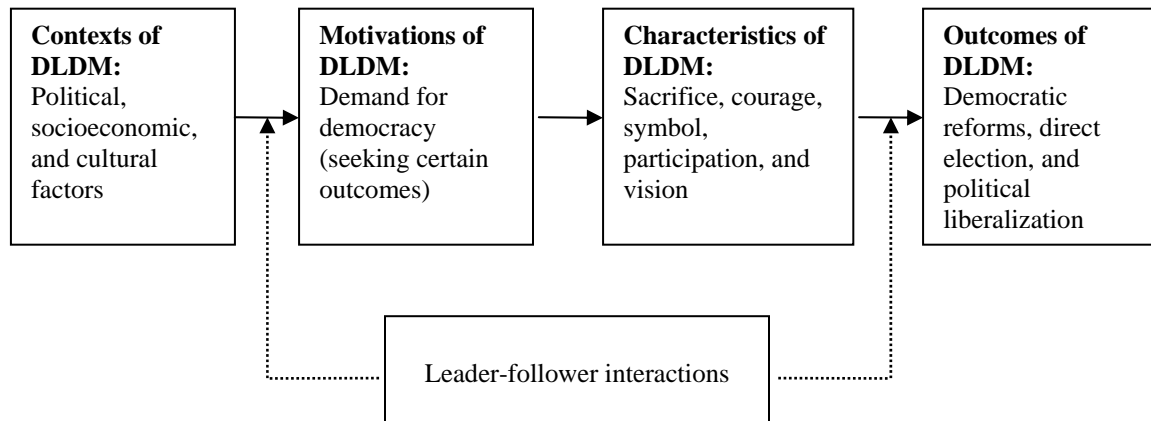 Contexts of
DLDM:
Political,
socioeconomic,
and cultural
factors
Motivations of
DLDM:
Demand for
democracy
(seeking certain
outcomes)
Characteristics of
DLDM:
Sacrifice, courage,
symbol,
participation, and
vision
Outcomes of
DLDM:
Democratic
reforms, direct
election, and
political
liberalization
Leader-follower interactions